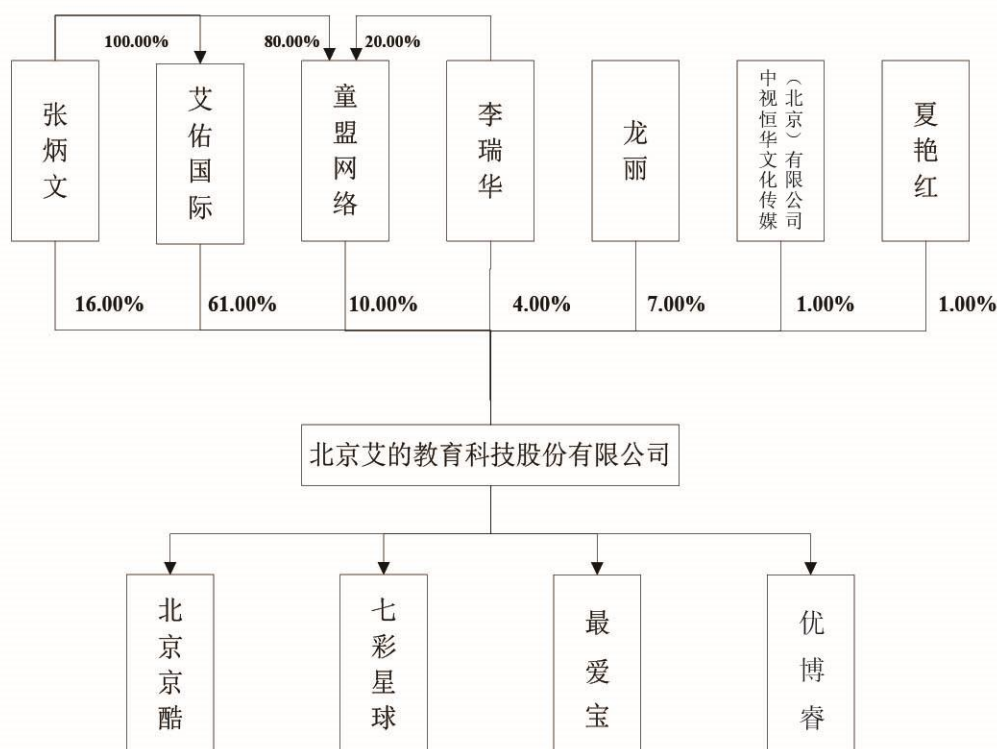 100.00%
80.00%
20.00%
张炳文
艾佑国际
童盟网络
李瑞华
龙丽
中视恒华文化传媒
（北京）有限公司
夏艳红
16.00%
61.00%
10.00%
4.00%
7.00%
1.00%
1.00%
北京艾的教育科技股份有限公司
北京京酷
七彩星球
最爱宝
优博睿